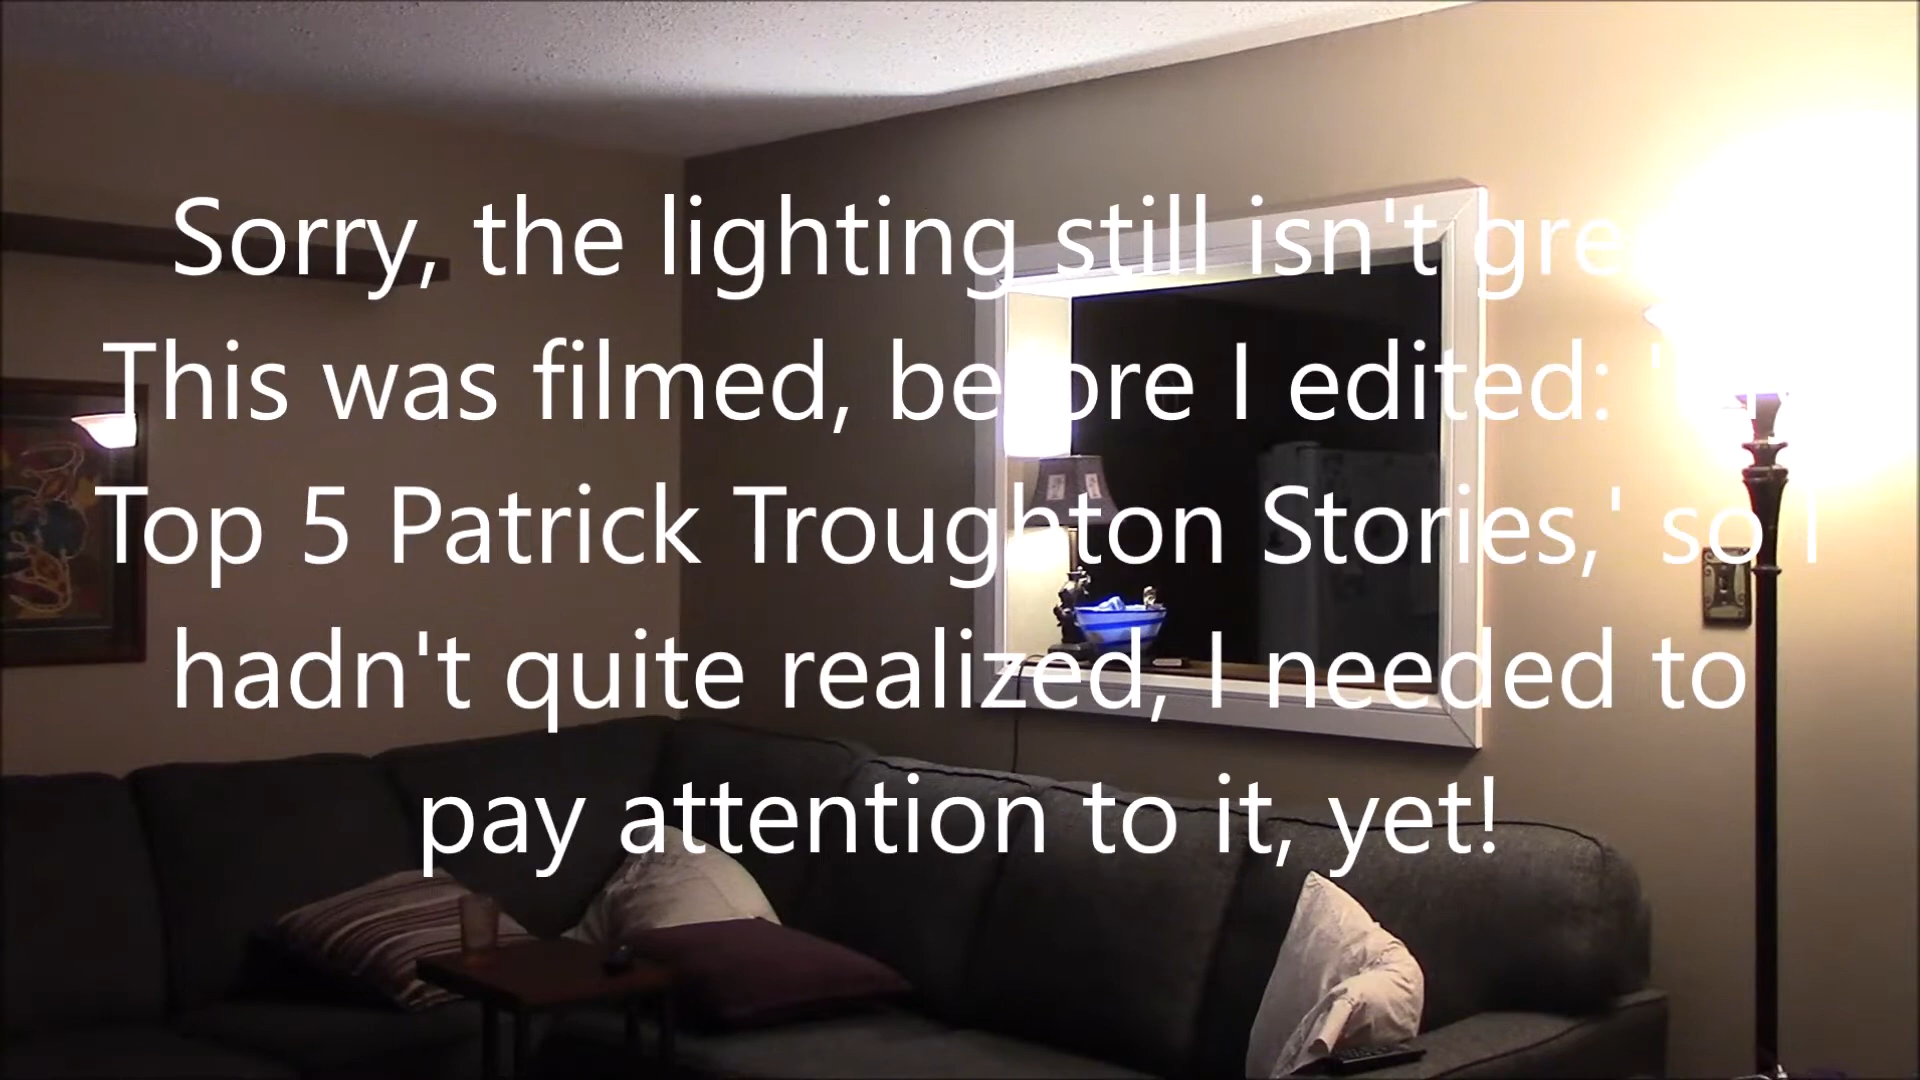 Sorry, the lighting still isn't
This was filmed, before I edited:
Top 5 Patrick Troughton Stories,' so I
hadn't quite realized, I needed to
pay attention to it, yet!